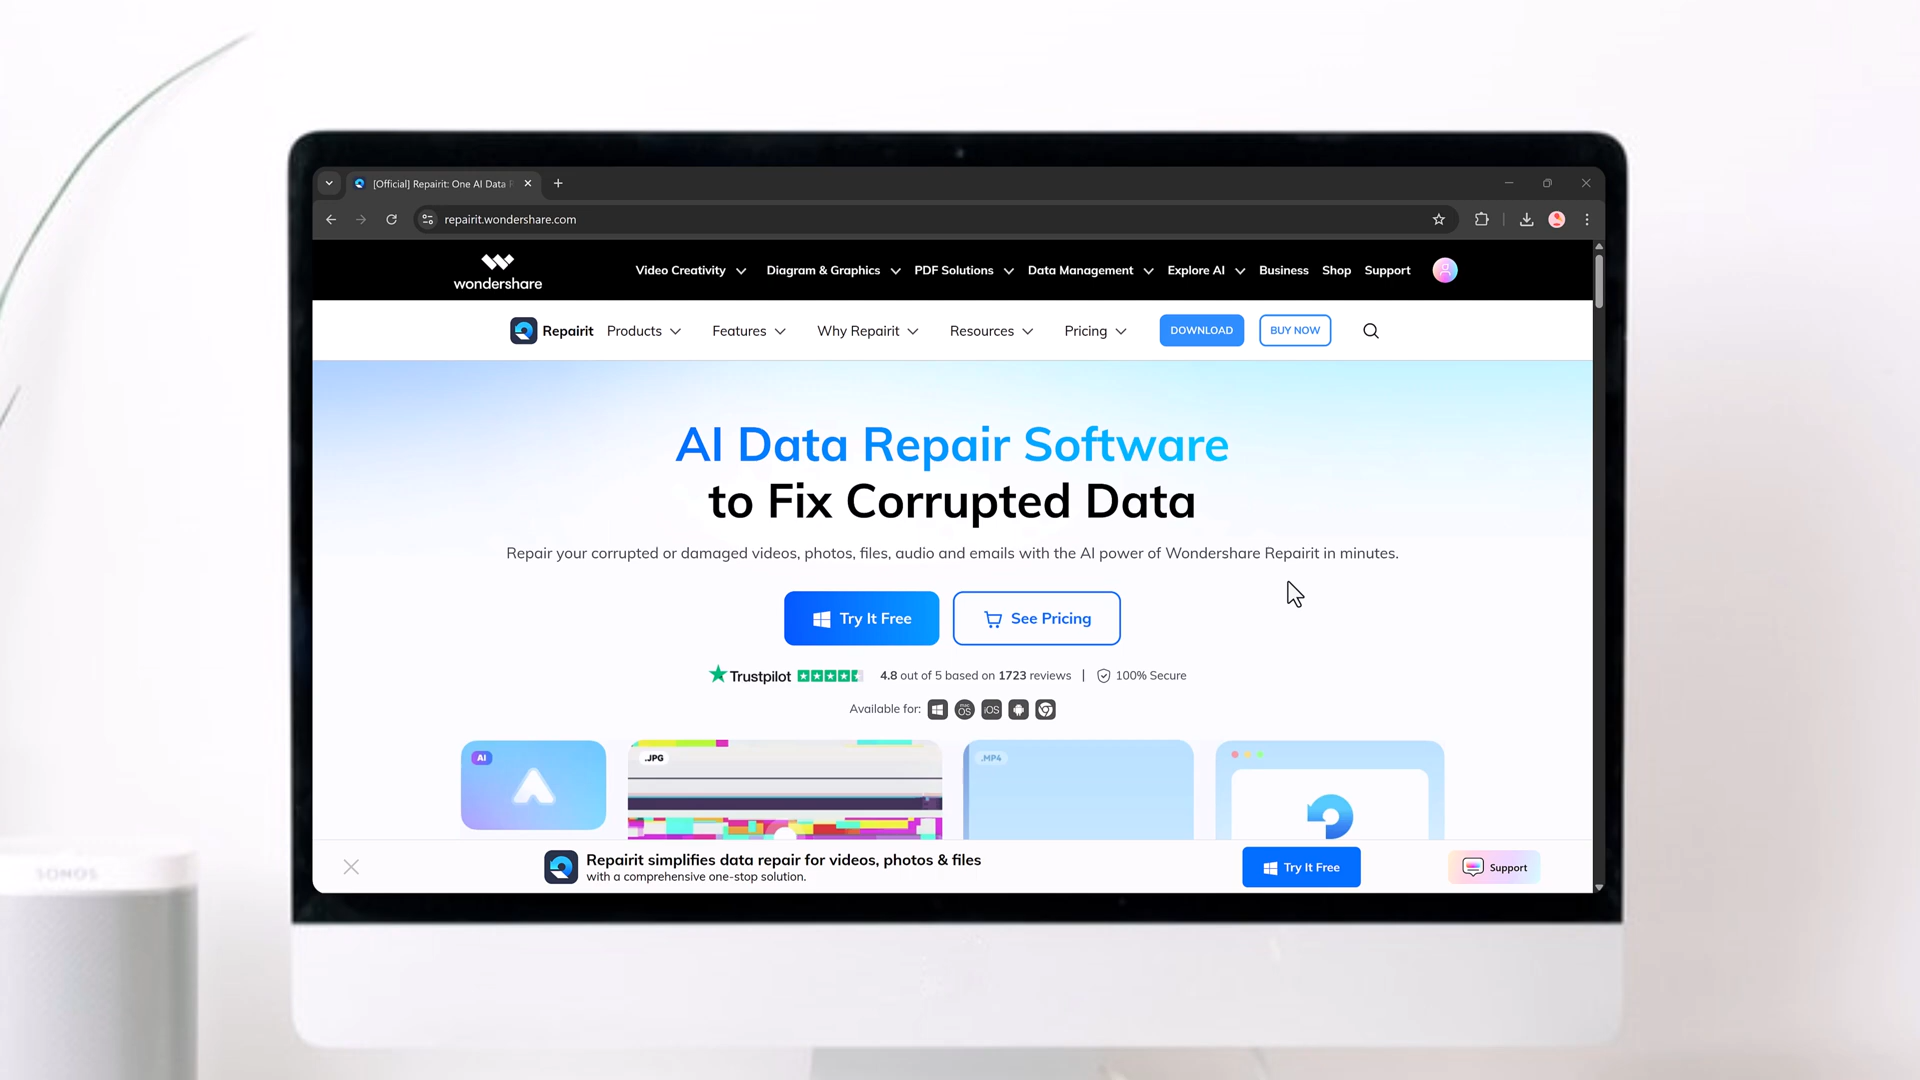 [Official] Repairit: One AI Data
repairit.wondershare.com
wondershare
Video Creativity Diagram & Graphics PDF Solutions Data Management Explore AI Business Shop Support
Repairit Products Features Why Repairit Resources Pricing DOWNLOAD BUY NOW
AI Data Repair Software
to Fix Corrupted Data
Repair your corrupted or damaged videos, photos, files, audio and emails with the AI power of Wondershare Repairit in minutes.
Try It Free See Pricing
Trustpilot 4.8 out of 5 based on 1723 reviews | 100% Secure
Available for: macOS iOS
AI .JPG .MP4
Repairit simplifies data repair for videos, photos & files
with a comprehensive one-stop solution.
Try It Free Support
SONOS